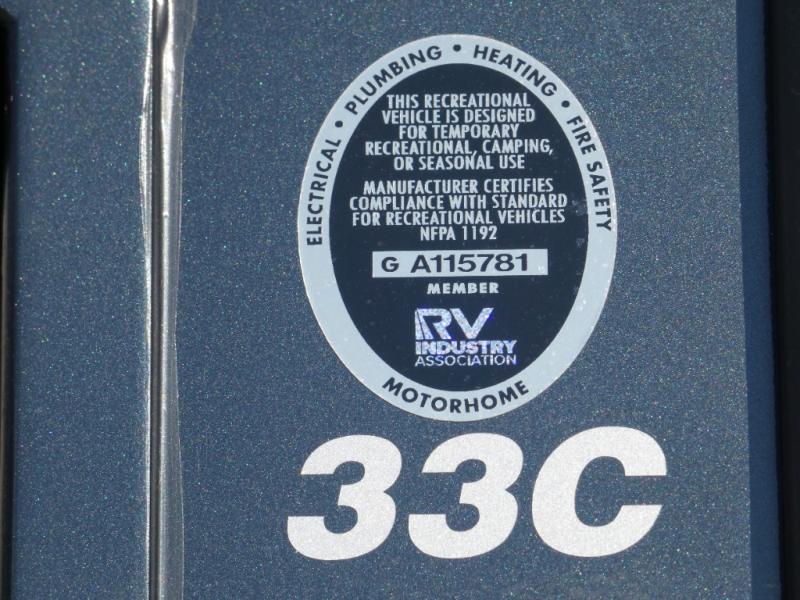 ELECTRICAL • PLUMBING • HEATING • FIRE SAFETY
THIS RECREATIONAL
VEHICLE IS DESIGNED
FOR TEMPORARY
RECREATIONAL, CAMPING,
OR SEASONAL USE
MANUFACTURER CERTIFIES
COMPLIANCE WITH STANDARD
FOR RECREATIONAL VEHICLES
NFPA 1192
G A115781
MEMBER
RV
INDUSTRY
ASSOCIATION
MOTORHOME
33C